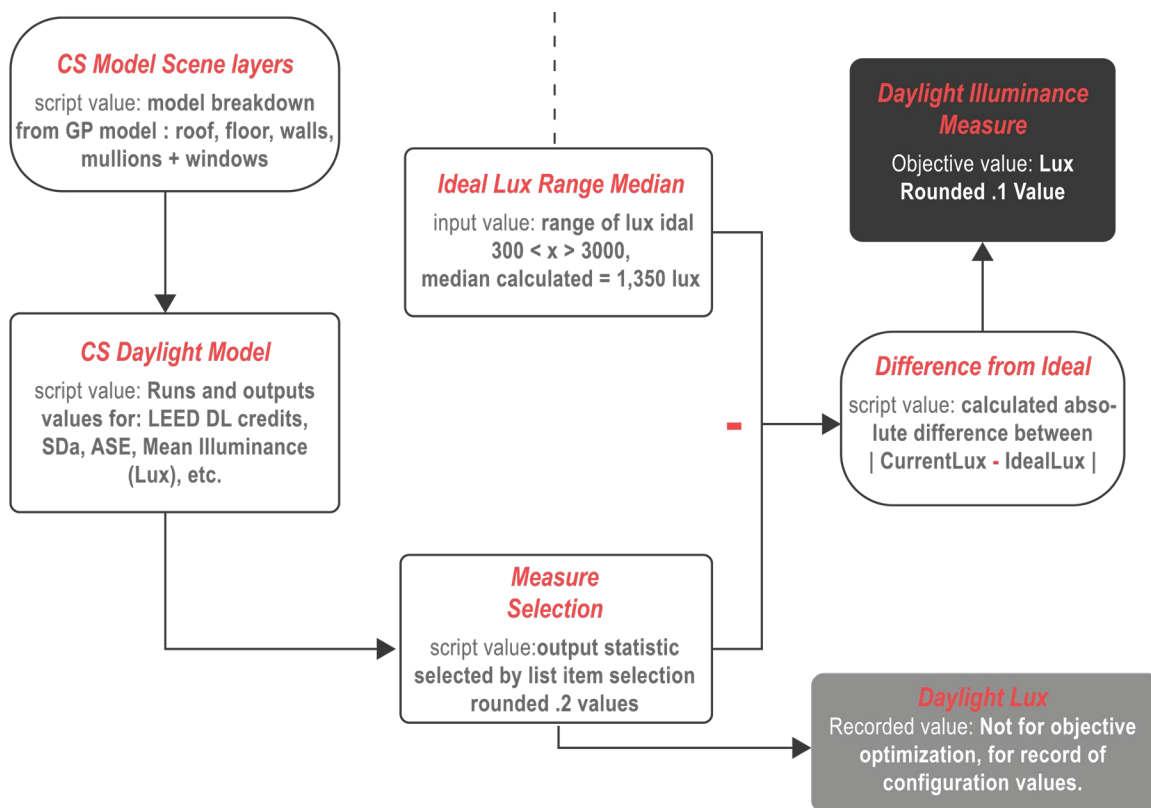 CS Model Scene layers
script value: model breakdown
from GP model : roof, floor, walls,
mullions + windows
CS Daylight Model
script value: Runs and outputs
values for: LEED DL credits,
SDa, ASE, Mean Illuminance
(Lux), etc.
Ideal Lux Range Median
input value: range of lux idal
300 < x > 3000,
median calculated = 1,350 lux
-
Measure
Selection
script value:output statistic
selected by list item selection
rounded .2 values
Daylight Illuminance
Measure
Objective value: Lux
Rounded .1 Value
Difference from Ideal
script value: calculated abso-
lute difference between
| CurrentLux - IdealLux |
Daylight Lux
Recorded value: Not for objective
optimization, for record of
configuration values.